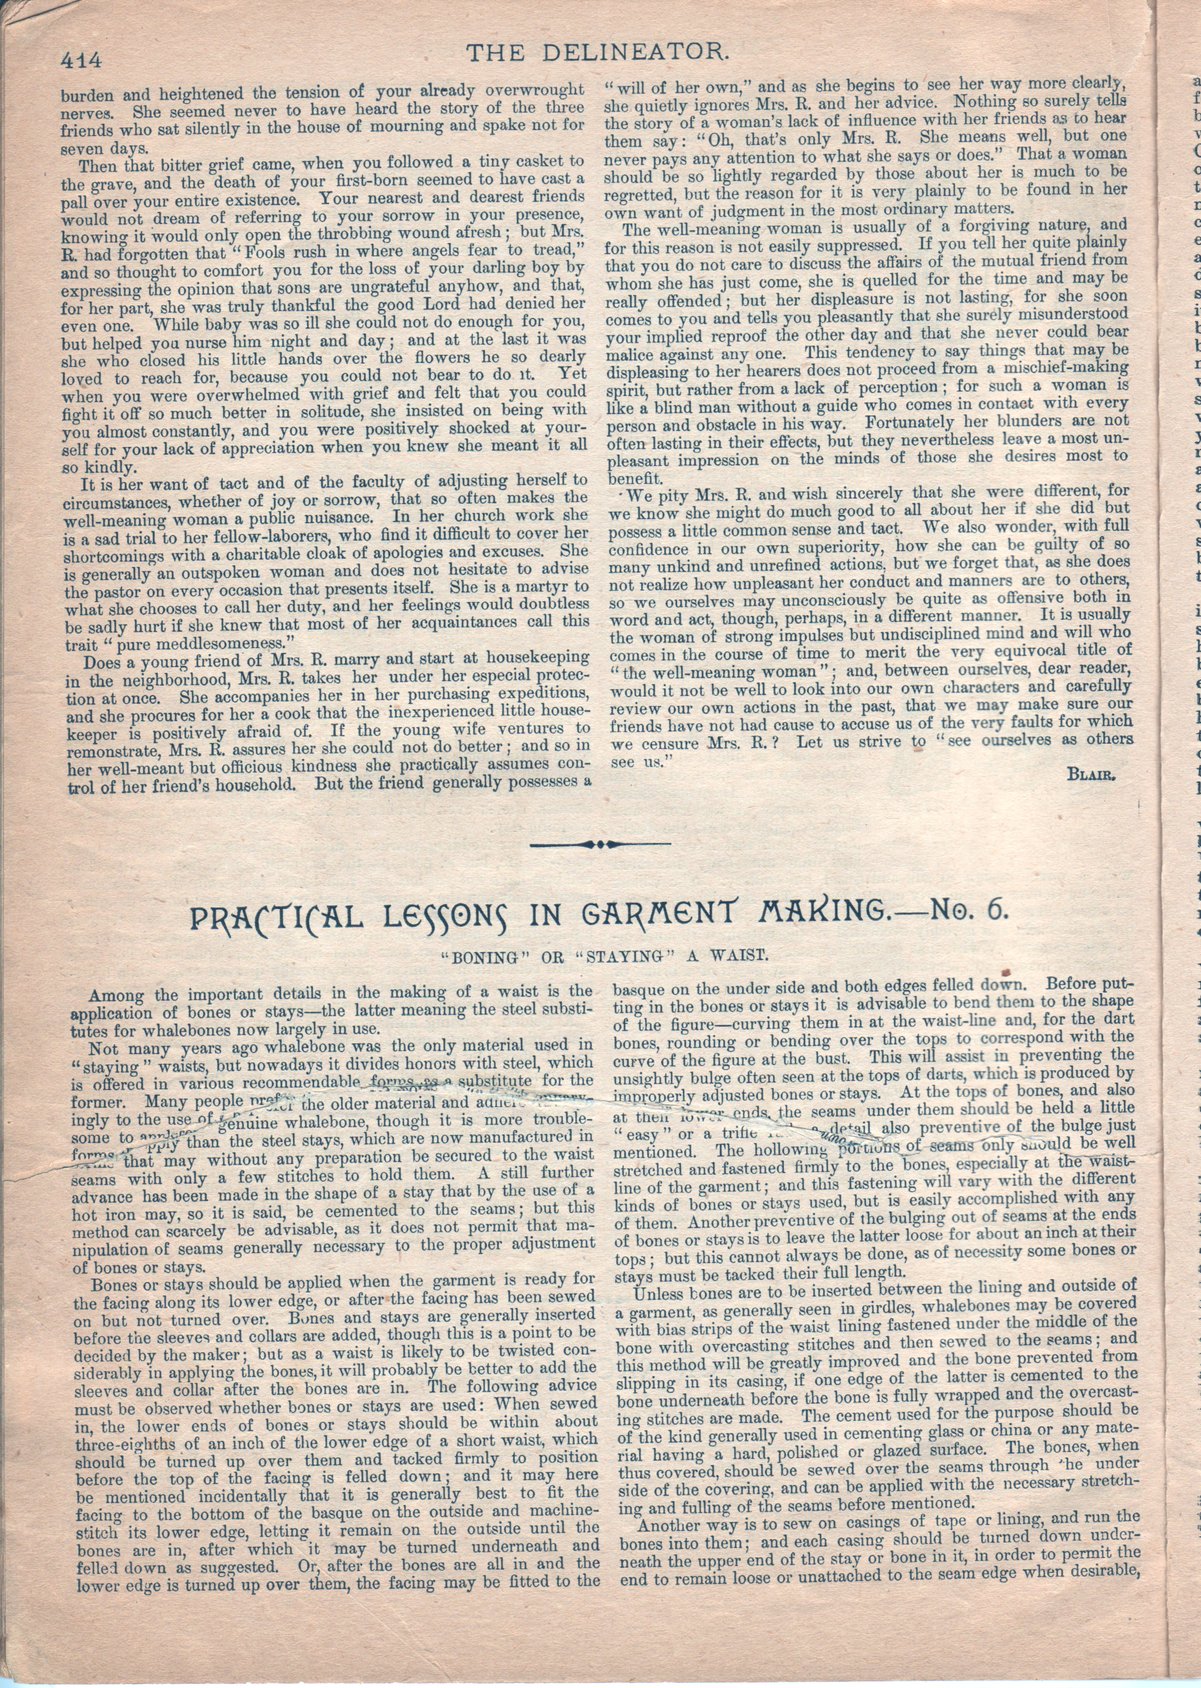 414
THE DELINEATOR.
burden and heightened the tension of your already overwrought
nerves. She seemed never to have heard the story of the three
friends who sat silently in the house of mourning and spake not for
seven days.
Then that bitter grief came, when you followed a tiny casket to
the grave, and the death of your first-born seemed to have cast a
pall over your entire existence. Your nearest and dearest friends
would not dream of referring to your sorrow in your presence,
knowing it would only open the throbbing wound afresh; but Mrs.
R. had forgotten that “Fools rush in where angels fear to tread,”
and so thought to comfort you for the loss of your darling boy by
expressing the opinion that sons are ungrateful anyhow, and that,
for her part, she was truly thankful the good Lord had denied her
even one. While baby was so ill she could not do enough for you,
but helped you nurse him night and day; and at the last it was
she who closed his little hands over the flowers he so dearly
loved to reach for, because you could not bear to do it. Yet
when you were overwhelmed with grief and felt that you could
fight it off so much better in solitude, she insisted on being with
you almost constantly, and you were positively shocked at your-
self for your lack of appreciation when you knew she meant it all
so kindly.
It is her want of tact and of the faculty of adjusting herself to
circumstances, whether of joy or sorrow, that so often makes the
well-meaning woman a public nuisance. In her church work she
is a sad trial to her fellow-laborers, who find it difficult to cover her
shortcomings with a charitable cloak of apologies and excuses. She
is generally an outspoken woman and does not hesitate to advise
the pastor on every occasion that presents itself. She is a martyr to
what she chooses to call her duty, and her feelings would doubtless
be sadly hurt if she knew that most of her acquaintances call this
trait “pure meddlesomeness.”
Does a young friend of Mrs. R. marry and start at housekeeping
in the neighborhood, Mrs. R. takes her under her especial protec-
tion at once. She accompanies her in her purchasing expeditions,
and she procures for her a cook that the inexperienced little house-
keeper is positively afraid of. If the young wife ventures to
remonstrate, Mrs. R. assures her she could not do better; and so in
her well-meant but officious kindness she practically assumes con-
trol of her friend's household. But the friend generally possesses a
“will of her own,” and as she begins to see her way more clearly,
she quietly ignores Mrs. R. and her advice. Nothing so surely tells
the story of a woman's lack of influence with her friends as to hear
them say: “Oh, that's only Mrs. R. She means well, but one
never pays any attention to what she says or does.” That a woman
should be so lightly regarded by those about her is much to be
regretted, but the reason for it is very plainly to be found in her
own want of judgment in the most ordinary matters.
The well-meaning woman is usually of a forgiving nature, and
for this reason is not easily suppressed. If you tell her quite plainly
that you do not care to discuss the affairs of the mutual friend from
whom she has just come, she is quelled for the time and may be
really offended; but her displeasure is not lasting, for she soon
comes to you and tells you pleasantly that she surely misunderstood
your implied reproof the other day and that she never could bear
malice against any one. This tendency to say things that may be
displeasing to her hearers does not proceed from a mischief-making
spirit, but rather from a lack of perception; for such a woman is
like a blind man without a guide who comes in contact with every
person and obstacle in his way. Fortunately her blunders are not
often lasting in their effects, but they nevertheless leave a most un-
pleasant impression on the minds of those she desires most to
benefit.
We pity Mrs. R. and wish sincerely that she were different, for
we know she might do much good to all about her if she did but
possess a little common sense and tact. We also wonder, with full
confidence in our own superiority, how she can be guilty of so
many unkind and unrefined actions, but we forget that, as she does
not realize how unpleasant her conduct and manners are to others,
so we ourselves may unconsciously be quite as offensive both in
word and act, though, perhaps, in a different manner. It is usually
the woman of strong impulses but undisciplined mind and will who
comes in the course of time to merit the very equivocal title of
“the well-meaning woman”; and, between ourselves, dear reader,
would it not be well to look into our own characters and carefully
review our own actions in the past, that we may make sure our
friends have not had cause to accuse us of the very faults for which
we censure Mrs. R.? Let us strive to “see ourselves as others
see us.”
BLAIR.
PRACTICAL LESSONS IN GARMENT MAKING.—No. 6.
“BONING” OR “STAYING” A WAIST.
Among the important details in the making of a waist is the
application of bones or stays—the latter meaning the steel substi-
tutes for whalebones now largely in use.
Not many years ago whalebone was the only material used in
“staying” waists, but nowadays it divides honors with steel, which
is offered in various recommendable forms as a substitute for the
former. Many people prefer the older material and adhere
ingly to the use of genuine whalebone, though it is more trouble-
some to apply than the steel stays, which are now manufactured in
forms that may without any preparation be secured to the waist
seams with only a few stitches to hold them. A still further
advance has been made in the shape of a stay that by the use of a
hot iron may, so it is said, be cemented to the seams; but this
method can scarcely be advisable, as it does not permit that ma-
nipulation of seams generally necessary to the proper adjustment
of bones or stays.
Bones or stays should be applied when the garment is ready for
the facing along its lower edge, or after the facing has been sewed
on but not turned over. Bones and stays are generally inserted
before the sleeves and collars are added, though this is a point to be
decided by the maker; but as a waist is likely to be twisted con-
siderably in applying the bones, it will probably be better to add the
sleeves and collar after the bones are in. The following advice
must be observed whether bones or stays are used: When sewed
in, the lower ends of bones or stays should be within about
three-eighths of an inch of the lower edge of a short waist, which
should be turned up over them and tacked firmly to position
before the top of the facing is felled down; and it may here
be mentioned incidentally that it is generally best to fit the
facing to the bottom of the basque on the outside and machine-
stitch its lower edge, letting it remain on the outside until the
bones are in, after which it may be turned underneath and
felled down as suggested. Or, after the bones are all in and the
lower edge is turned up over them, the facing may be fitted to the
basque on the under side and both edges felled down. Before put-
ting in the bones or stays it is advisable to bend them to the shape
of the figure—curving them in at the waist-line and, for the dart
bones, rounding or bending over the tops to correspond with the
curve of the figure at the bust. This will assist in preventing the
unsightly bulge often seen at the tops of darts, which is produced by
improperly adjusted bones or stays. At the tops of bones, and also
at their lower ends, the seams under them should be held a little
“easy” or a trifle detail also preventive of the bulge just
mentioned. The hollowing portions of seams only should be well
stretched and fastened firmly to the bones, especially at the waist-
line of the garment; and this fastening will vary with the different
kinds of bones or stays used, but is easily accomplished with any
of them. Another preventive of the bulging out of seams at the ends
of bones or stays is to leave the latter loose for about an inch at their
tops; but this cannot always be done, as of necessity some bones or
stays must be tacked their full length.
Unless bones are to be inserted between the lining and outside of
a garment, as generally seen in girdles, whalebones may be covered
with bias strips of the waist lining fastened under the middle of the
bone with overcasting stitches and then sewed to the seams; and
this method will be greatly improved and the bone prevented from
slipping in its casing, if one edge of the latter is cemented to the
bone underneath before the bone is fully wrapped and the overcast-
ing stitches are made. The cement used for the purpose should be
of the kind generally used in cementing glass or china or any mate-
rial having a hard, polished or glazed surface. The bones, when
thus covered, should be sewed over the seams through the under
side of the covering, and can be applied with the necessary stretch-
ing and fulling of the seams before mentioned.
Another way is to sew on casings of tape or lining, and run the
bones into them; and each casing should be turned down under-
neath the upper end of the stay or bone in it, in order to permit the
end to remain loose or unattached to the seam edge when desirable,